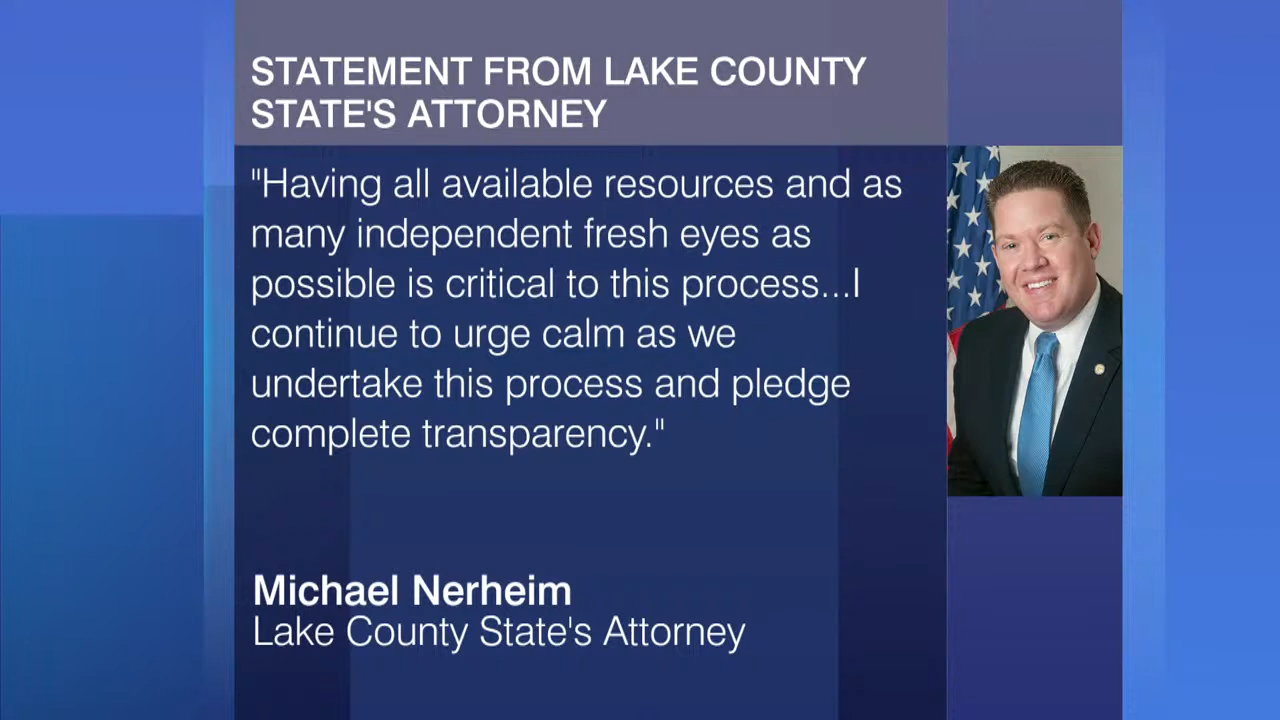 STATEMENT FROM LAKE COUNTY
STATE'S ATTORNEY
"Having all available resources and as
many independent fresh eyes as
possible is critical to this process...I
continue to urge calm as we
undertake this process and pledge
complete transparency."
Michael Nerheim
Lake County State's Attorney